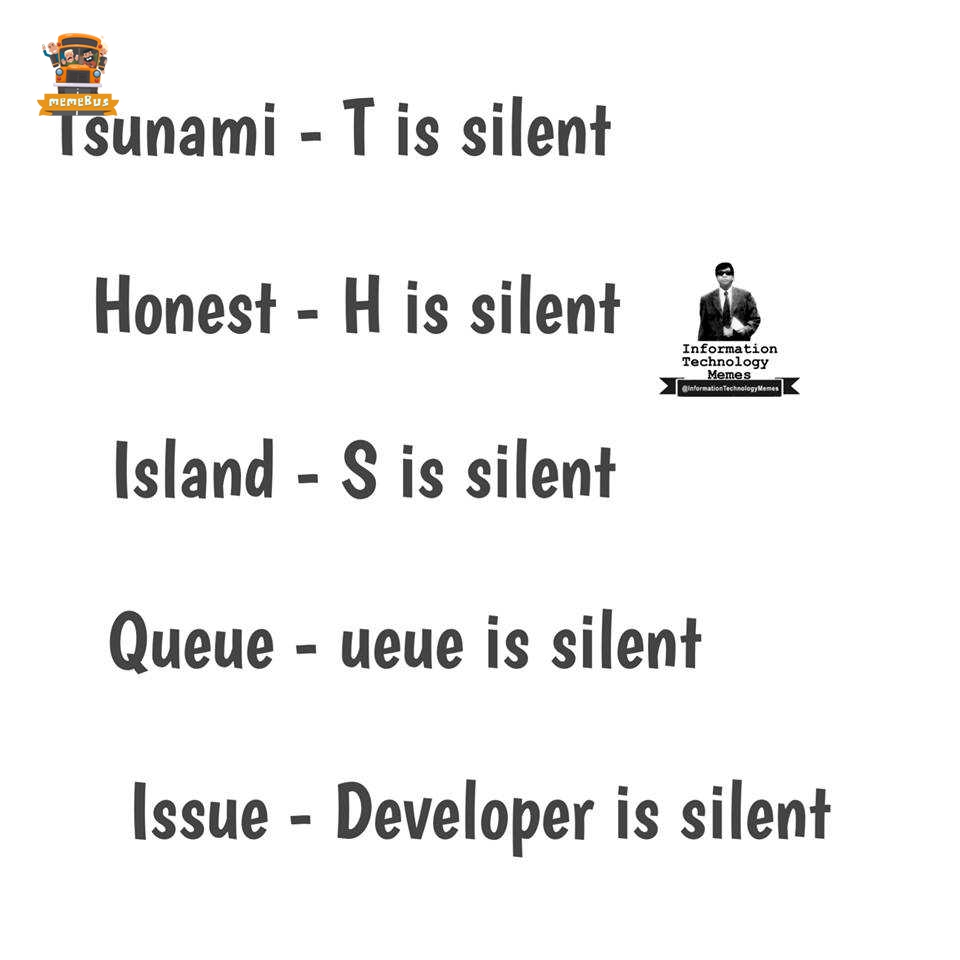 MEMEBUS
Tsunami - T is silent
Honest - H is silent
Information
Technology
Memes
@InformationTechnologyMemes
Island - S is silent
Queue - ueue is silent
Issue - Developer is silent